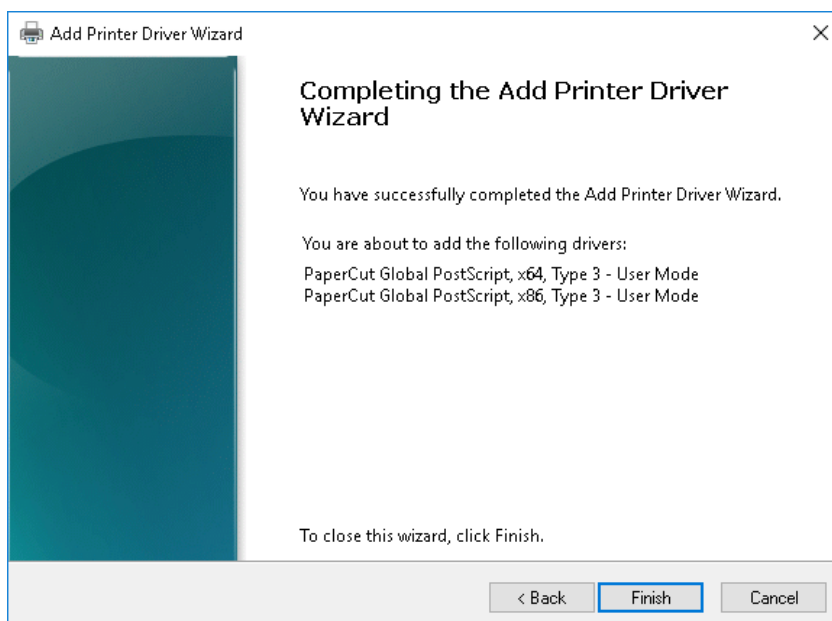 Add Printer Driver Wizard
Completing the Add Printer Driver
Wizard
You have successfully completed the Add Printer Driver Wizard.
You are about to add the following drivers:
PaperCut Global PostScript, x64, Type 3 - User Mode
PaperCut Global PostScript, x86, Type 3 - User Mode
To close this wizard, click Finish.
< Back Finish Cancel